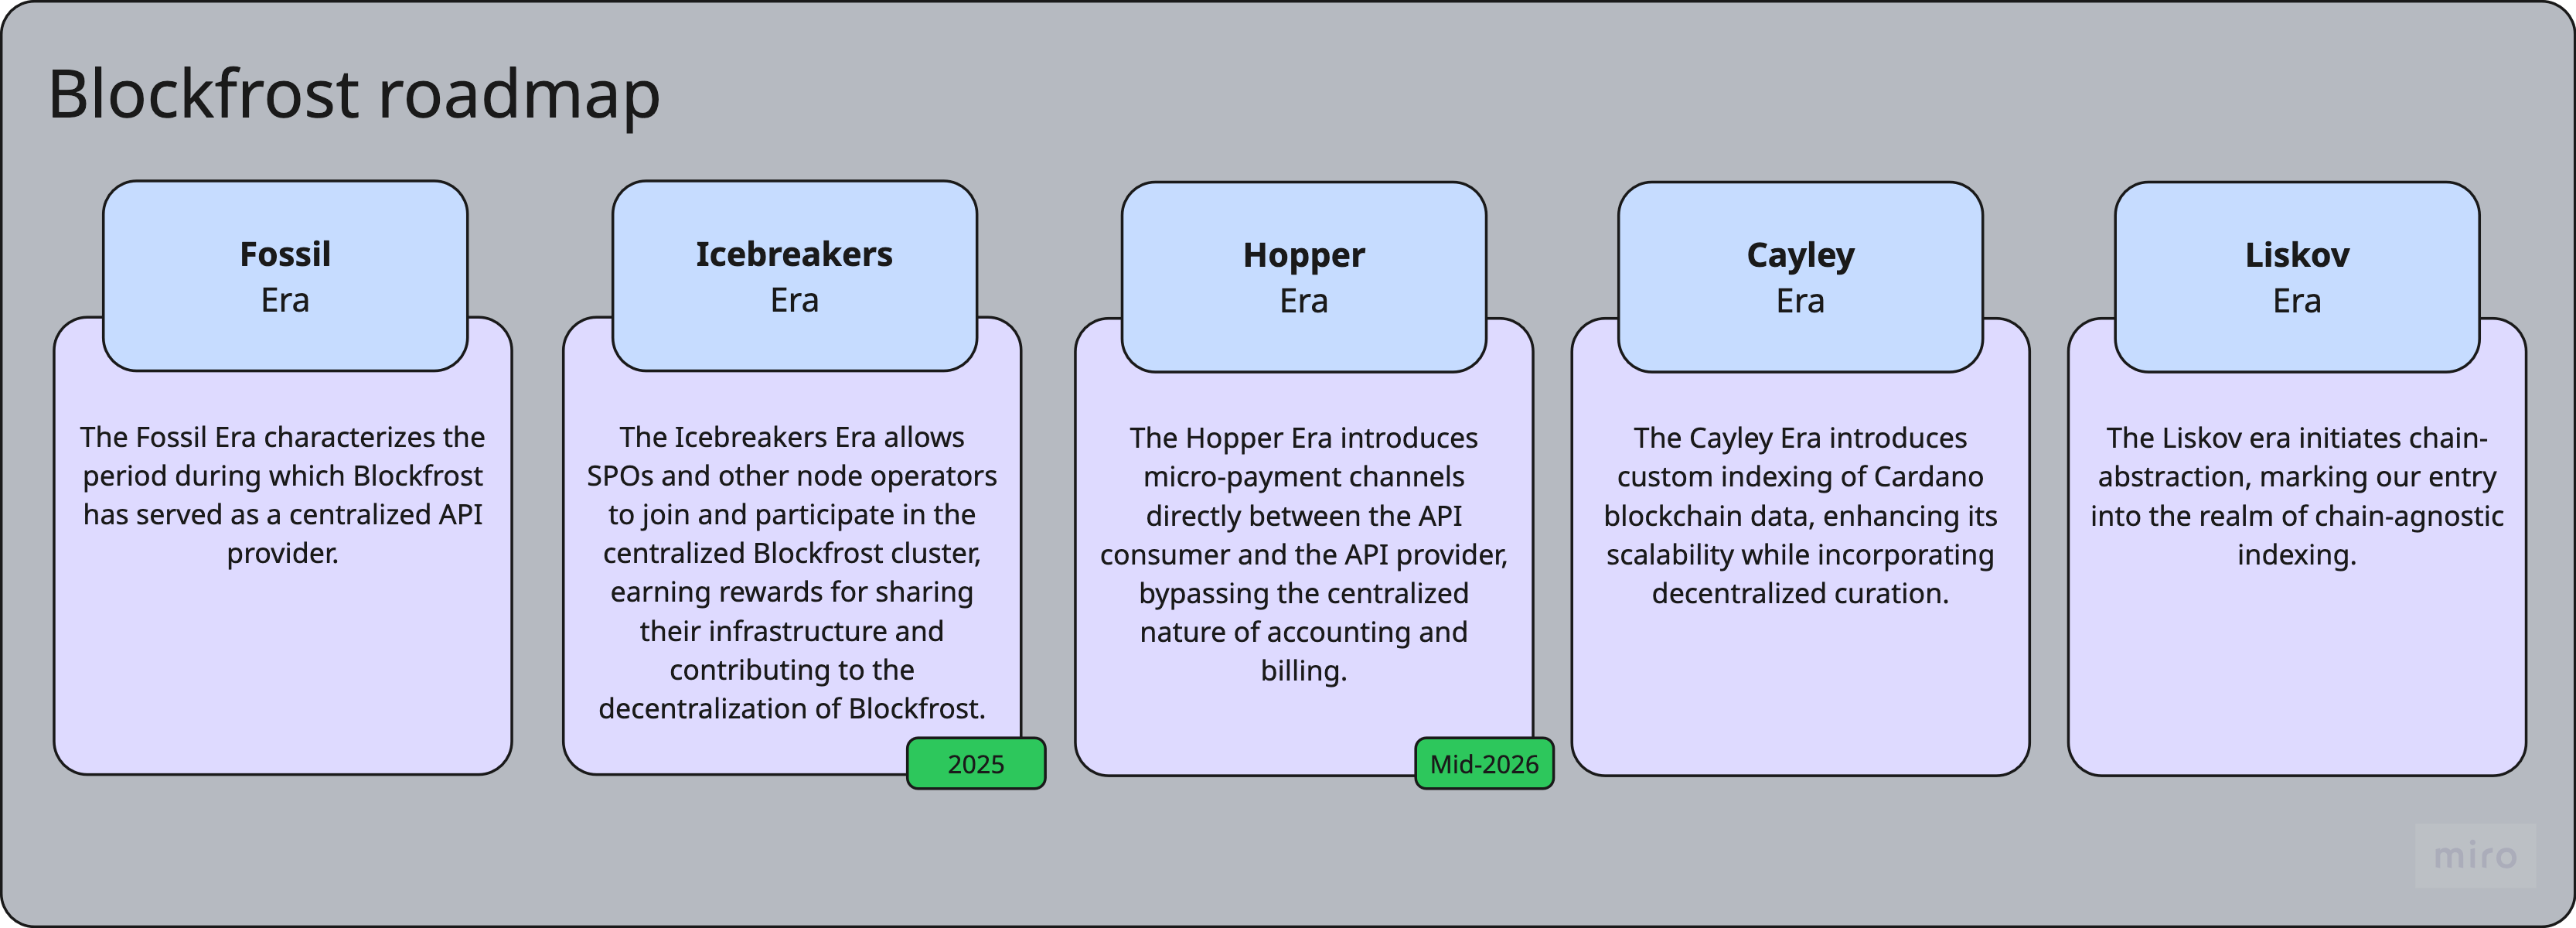 Blockfrost roadmap
Fossil
Era
The Fossil Era characterizes the
period during which Blockfrost
has served as a centralized API
provider.
Icebreakers
Era
The Icebreakers Era allows
SPOs and other node operators
to join and participate in the
centralized Blockfrost cluster,
earning rewards for sharing
their infrastructure and
contributing to the
decentralization of Blockfrost.
2025
Hopper
Era
The Hopper Era introduces
micro-payment channels
directly between the API
consumer and the API provider,
bypassing the centralized
nature of accounting and
billing.
Mid-2026
Cayley
Era
The Cayley Era introduces
custom indexing of Cardano
blockchain data, enhancing its
scalability while incorporating
decentralized curation.
Liskov
Era
The Liskov era initiates chain-
abstraction, marking our entry
into the realm of chain-agnostic
indexing.
miro